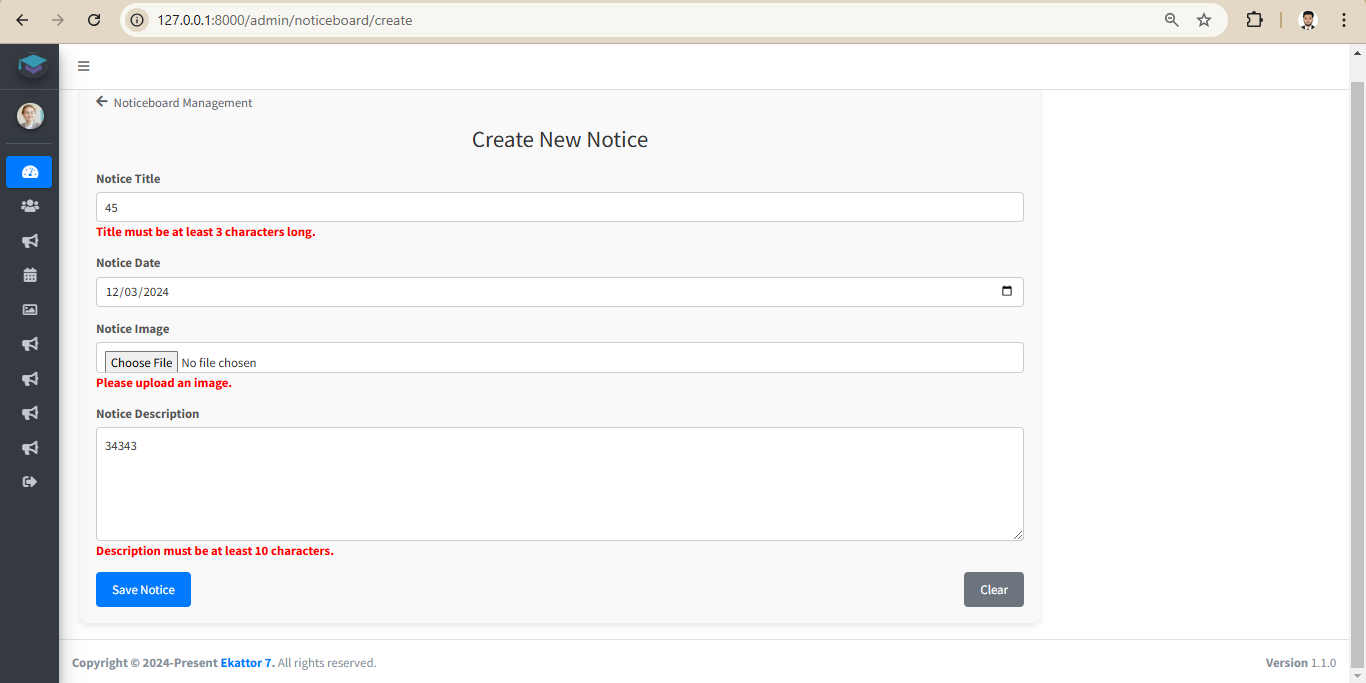 127.0.0.1:8000/admin/noticeboard/create
Noticeboard Management
Create New Notice
Notice Title
45
Title must be at least 3 characters long.
Notice Date
12/03/2024
Notice Image
Choose File No file chosen
Please upload an image.
Notice Description
34343
Description must be at least 10 characters.
Save Notice Clear
Copyright © 2024-Present Ekattor 7. All rights reserved. Version 1.1.0